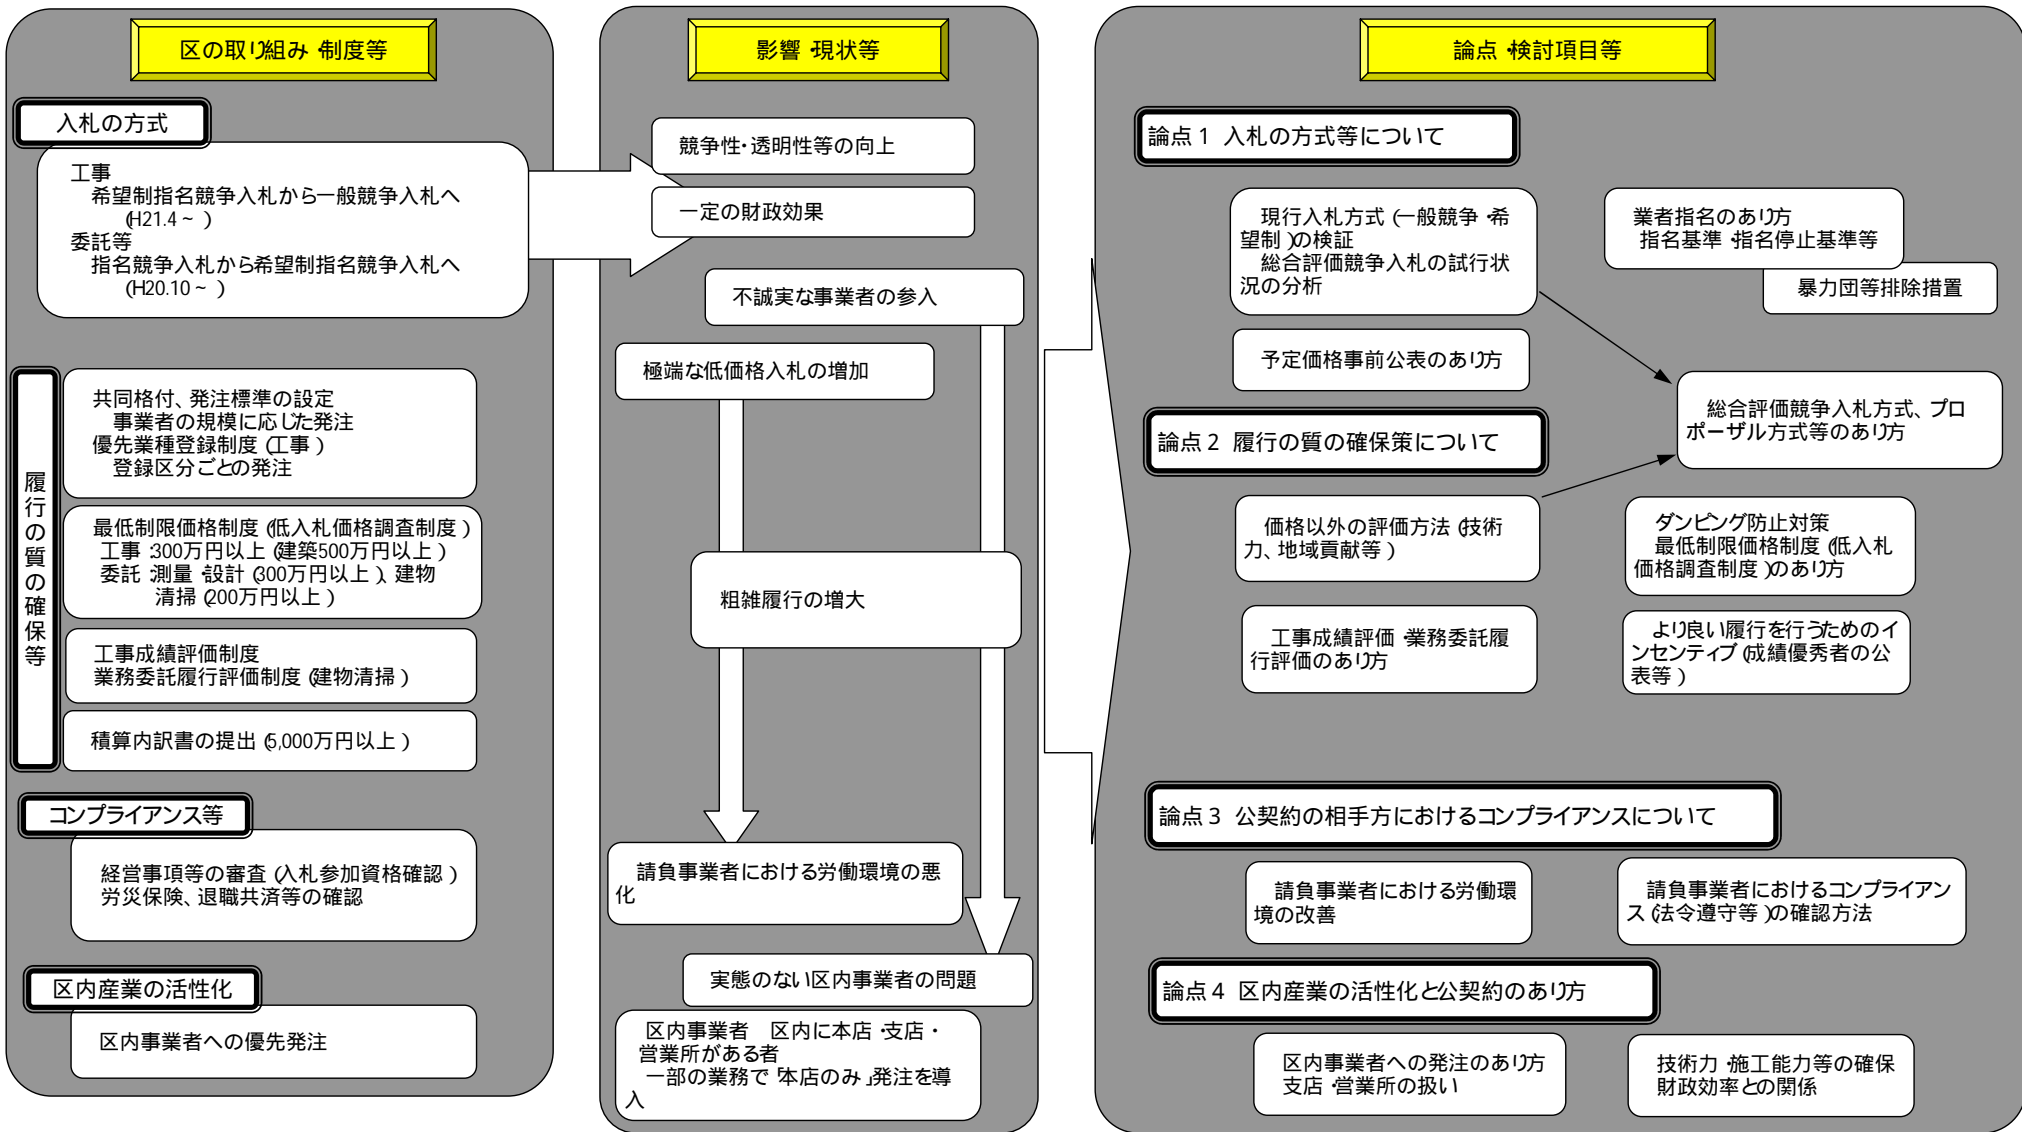 区の取り組み・制度等
入札の方式
工事
希望制指名競争入札から一般競争入札へ
(H21.4～)
委託等
指名競争入札から希望制指名競争入札へ
(H20.10～)
履行の質の確保等
共同格付、発注標準の設定
事業者の規模に応じた発注
優先業種登録制度(工事)
登録区分ごとの発注
最低制限価格制度(低入札価格調査制度)
工事:300万円以上(建築500万円以上)
委託:測量・設計(300万円以上)、建物
清掃(200万円以上)
工事成績評価制度
業務委託履行評価制度(建物清掃)
積算内訳書の提出(5,000万円以上)
コンプライアンス等
経営事項等の審査(入札参加資格確認)
労災保険、退職共済等の確認
区内産業の活性化
区内事業者への優先発注
影響・現状等
競争性・透明性等の向上
一定の財政効果
不誠実な事業者の参入
極端な低価格入札の増加
粗雑履行の増大
請負事業者における労働環境の悪
化
実態のない区内事業者の問題
区内事業者 区内に本店・支店・
営業所がある者
一部の業務で「本店のみ」発注を導
入
論点・検討項目等
論点1 入札の方式等について
現行入札方式(一般競争・希
望制)の検証
総合評価競争入札の試行状
況の分析
業者指名のあり方
指名基準・指名停止基準等
暴力団等排除措置
予定価格事前公表のあり方
総合評価競争入札方式、プロ
ポーザル方式等のあり方
論点2 履行の質の確保策について
価格以外の評価方法(技術
力、地域貢献等)
ダンピング防止対策
最低制限価格制度(低入札
価格調査制度)のあり方
工事成績評価・業務委託履
行評価のあり方
より良い履行を行うためのイ
ンセンティブ(成績優秀者の公
表等)
論点3 公契約の相手方におけるコンプライアンスについて
請負事業者における労働環
境の改善
請負事業者におけるコンプライアン
ス(法令遵守等)の確認方法
論点4 区内産業の活性化と公契約のあり方
区内事業者への発注のあり方
支店・営業所の扱い
技術力・施工能力等の確保
財政効率との関係